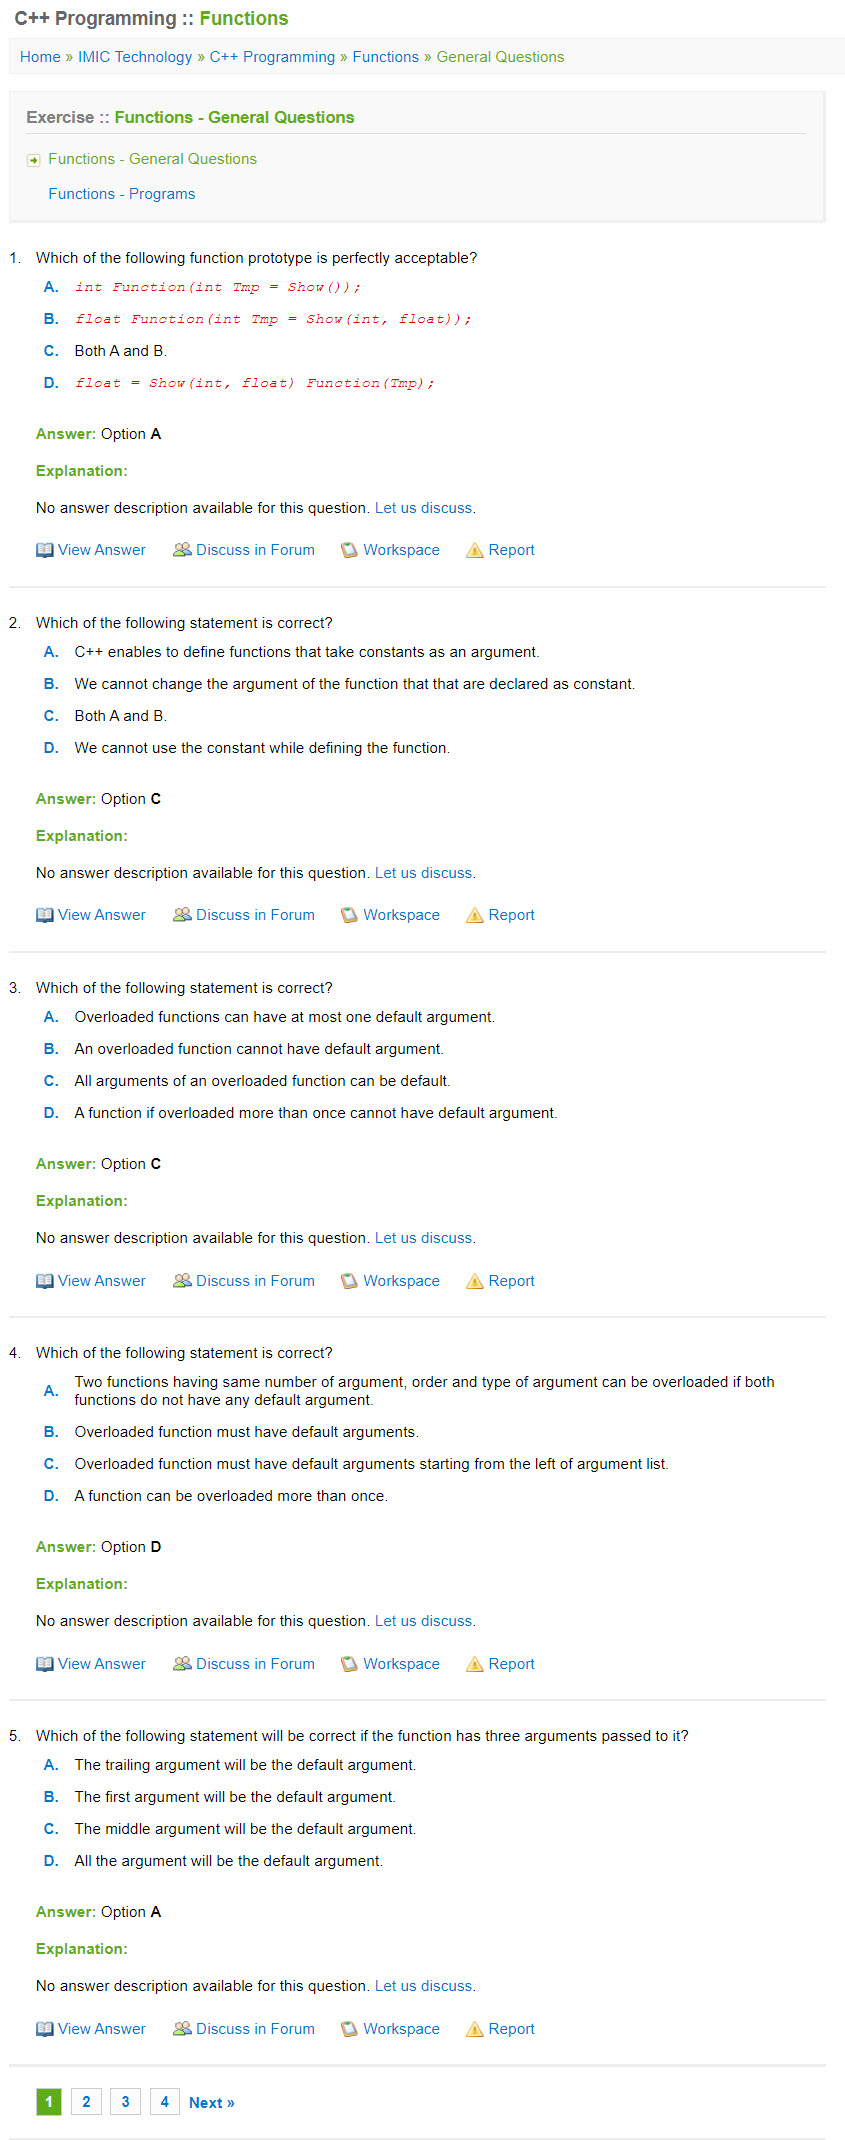 C++ Programming :: Functions
Home » IMIC Technology » C++ Programming » Functions » General Questions
Exercise :: Functions - General Questions
Functions - General Questions
Functions - Programs
1. Which of the following function prototype is perfectly acceptable?
A. int Function(int Tmp = Show());
B. float Function(int Tmp = Show(int, float));
C. Both A and B.
D. float = Show(int, float) Function(Tmp);
Answer: Option A
Explanation:
No answer description available for this question. Let us discuss.
View Answer Discuss in Forum Workspace Report
2. Which of the following statement is correct?
A. C++ enables to define functions that take constants as an argument.
B. We cannot change the argument of the function that that are declared as constant.
C. Both A and B.
D. We cannot use the constant while defining the function.
Answer: Option C
Explanation:
No answer description available for this question. Let us discuss.
View Answer Discuss in Forum Workspace Report
3. Which of the following statement is correct?
A. Overloaded functions can have at most one default argument.
B. An overloaded function cannot have default argument.
C. All arguments of an overloaded function can be default.
D. A function if overloaded more than once cannot have default argument.
Answer: Option C
Explanation:
No answer description available for this question. Let us discuss.
View Answer Discuss in Forum Workspace Report
4. Which of the following statement is correct?
A. Two functions having same number of argument, order and type of argument can be overloaded if both
functions do not have any default argument.
B. Overloaded function must have default arguments.
C. Overloaded function must have default arguments starting from the left of argument list.
D. A function can be overloaded more than once.
Answer: Option D
Explanation:
No answer description available for this question. Let us discuss.
View Answer Discuss in Forum Workspace Report
5. Which of the following statement will be correct if the function has three arguments passed to it?
A. The trailing argument will be the default argument.
B. The first argument will be the default argument.
C. The middle argument will be the default argument.
D. All the argument will be the default argument.
Answer: Option A
Explanation:
No answer description available for this question. Let us discuss.
View Answer Discuss in Forum Workspace Report
1 2 3 4 Next »